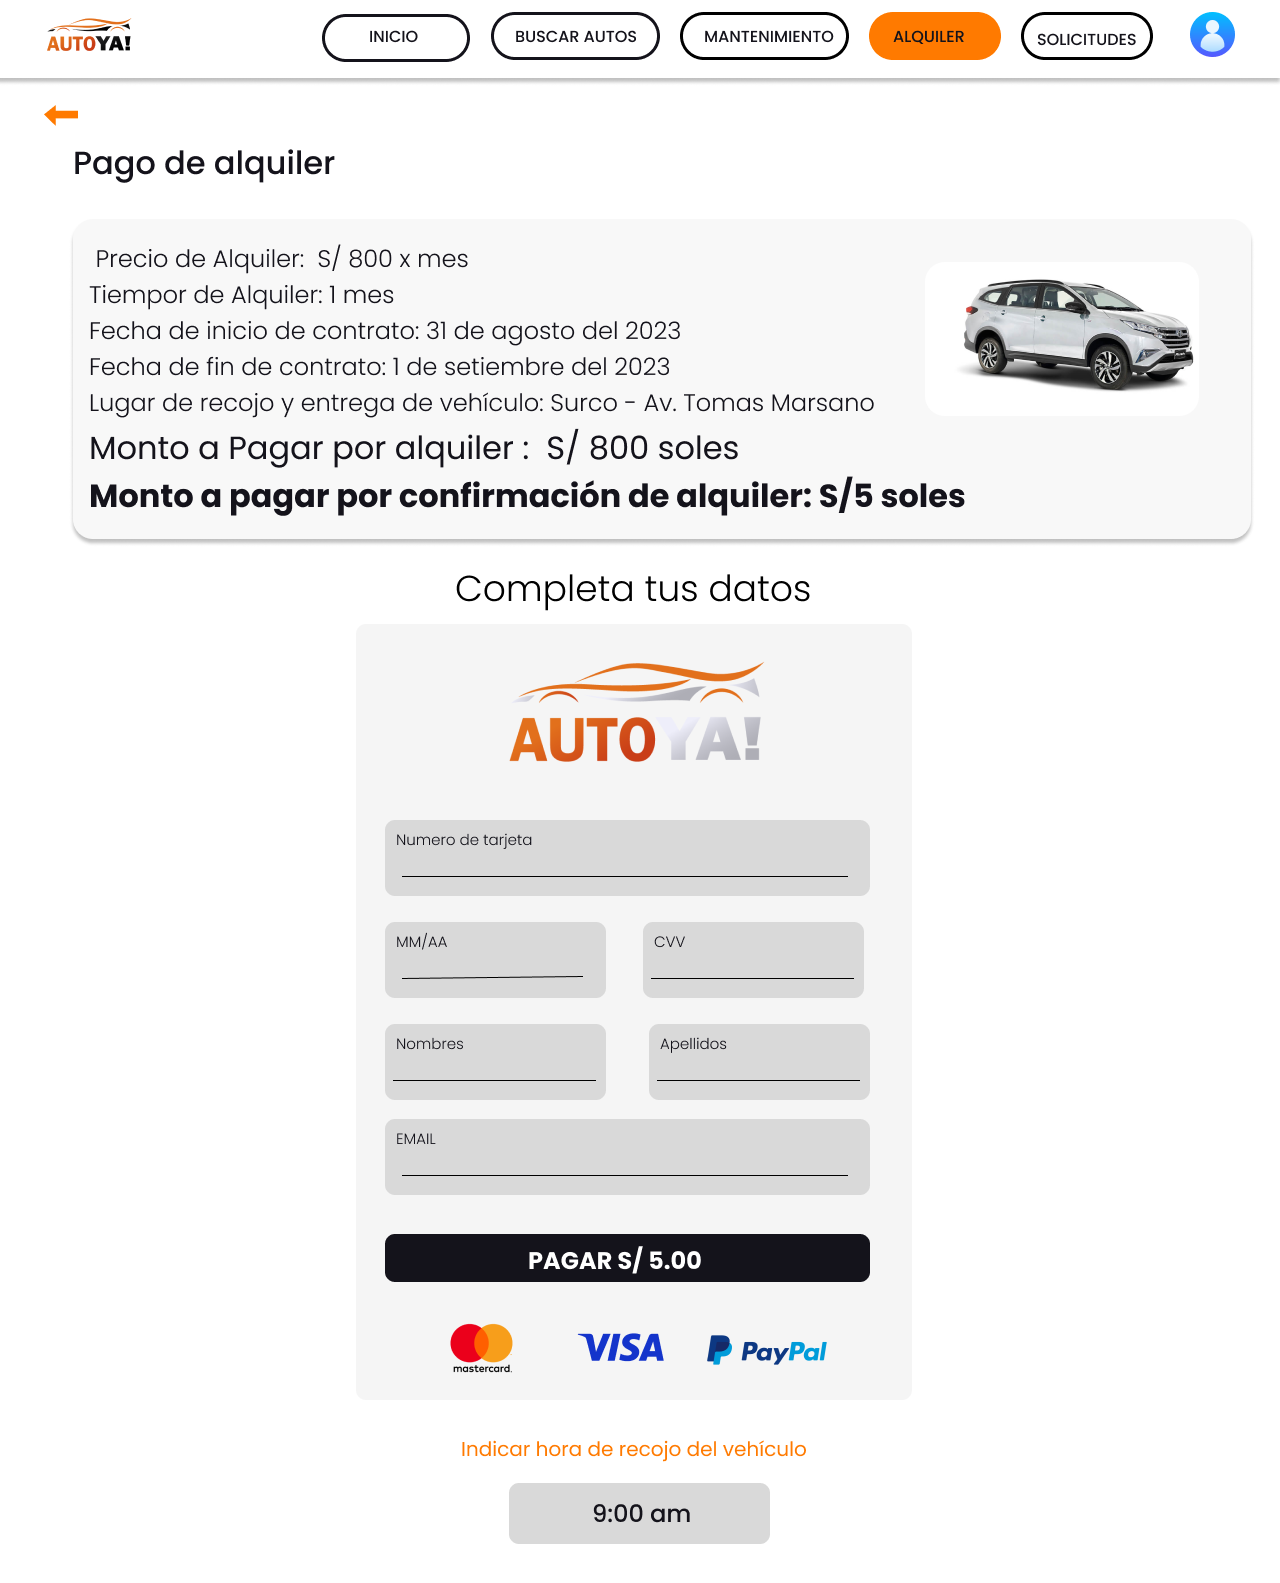 AUTOYA!
INICIO
BUSCAR AUTOS
MANTENIMIENTO
ALQUILER
SOLICITUDES
Pago de alquiler
Precio de Alquiler:  S/ 800 x mes
Tiempor de Alquiler: 1 mes
Fecha de inicio de contrato: 31 de agosto del 2023
Fecha de fin de contrato: 1 de setiembre del 2023
Lugar de recojo y entrega de vehículo: Surco - Av. Tomas Marsano
Monto a Pagar por alquiler :  S/ 800 soles
Monto a pagar por confirmación de alquiler: S/5 soles
Completa tus datos
AUTOYA!
Numero de tarjeta
MM/AA
CVV
Nombres
Apellidos
EMAIL
PAGAR S/ 5.00
mastercard.
VISA
PayPal
Indicar hora de recojo del vehículo
9:00 am